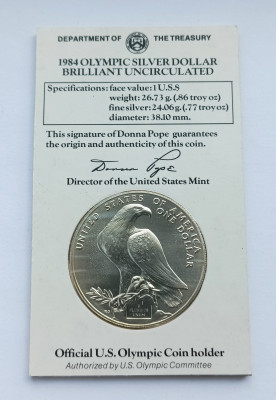 DEPARTMENT OF THE TREASURY
1984 OLYMPIC SILVER DOLLAR
BRILLIANT UNCIRCULATED
Specifications: face value: 1 U.S.$
weight: 26.73 g. (.86 troy oz)
fine silver: 24.06 g. (.77 troy oz)
diameter: 38.10 mm.
This signature of Donna Pope guarantees
the origin and authenticity of this coin.
Donna Pope
Director of the United States Mint
UNITED STATES OF AMERICA
ONE DOLLAR
Official U.S. Olympic Coin holder
Authorized by U.S. Olympic Committee